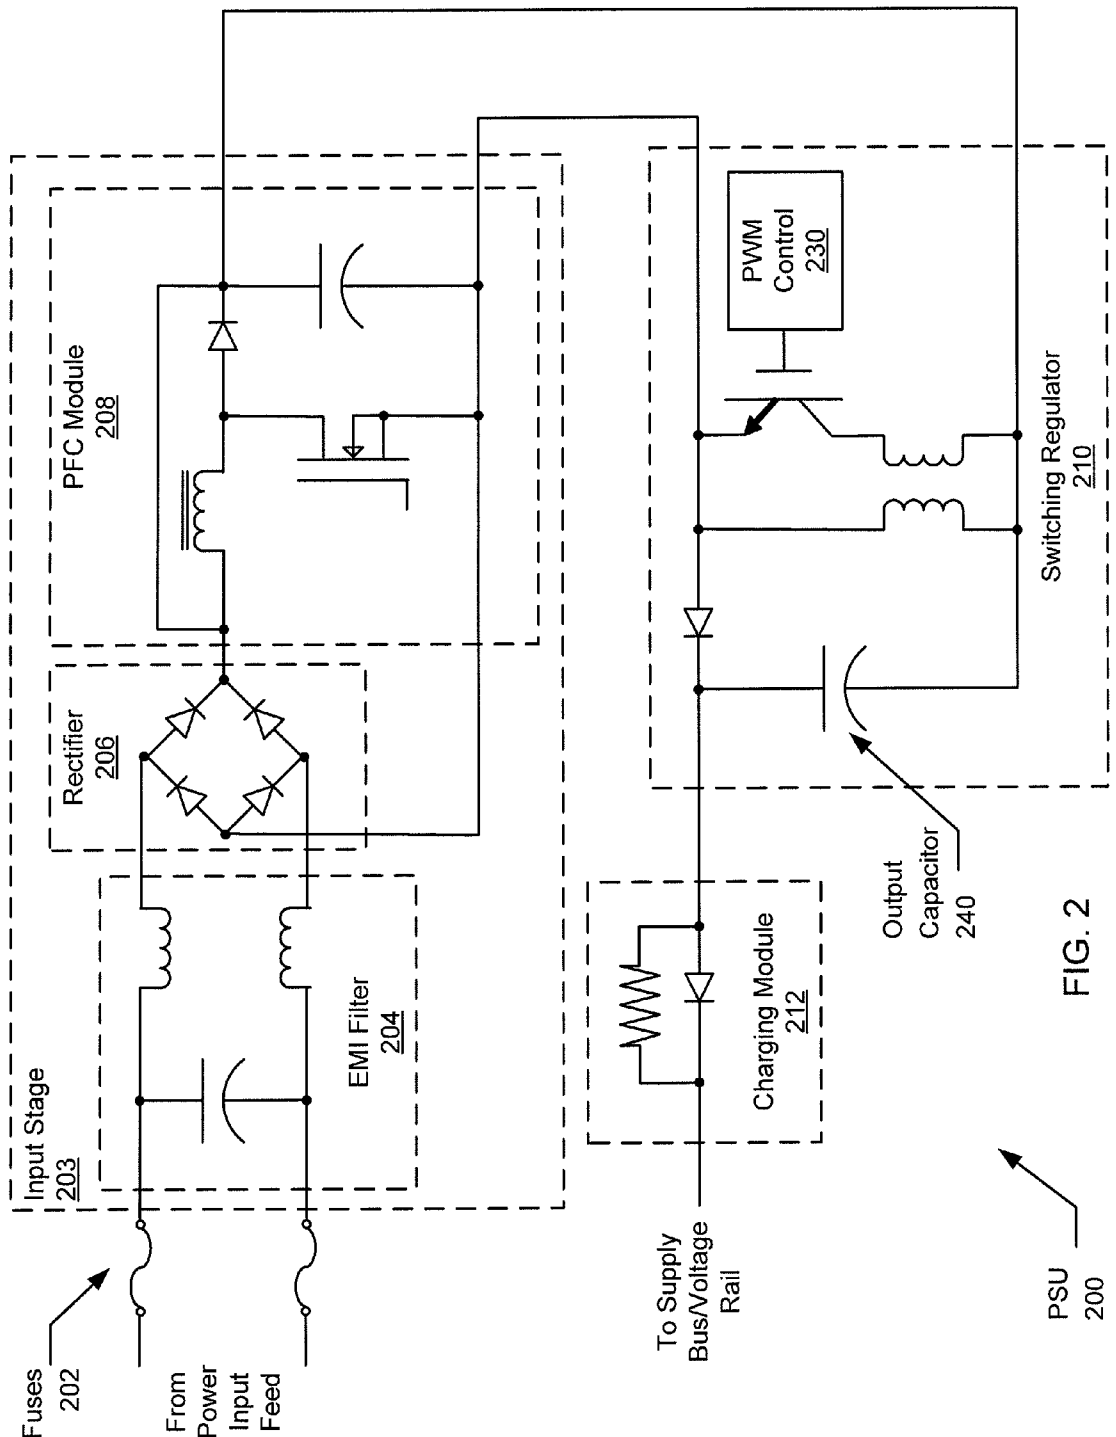 Fuses
202
From
Power
Input
Feed
Input Stage
203
EMI Filter
204
Rectifier
206
PFC Module
208
To Supply
Bus/Voltage
Rail
Charging Module
212
Output
Capacitor
240
PWM
Control
230
Switching Regulator
210
PSU
200
FIG. 2